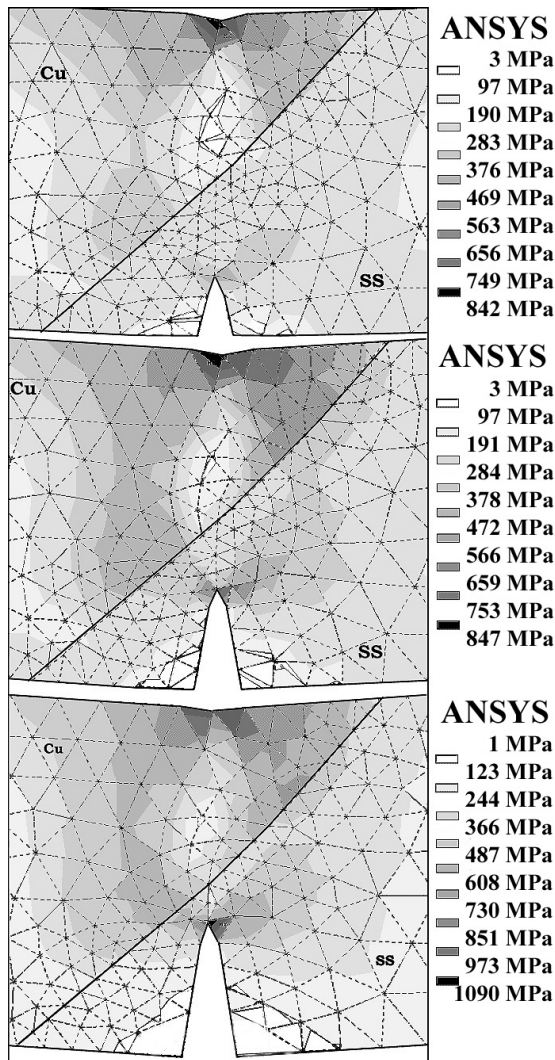 ANSYS
3 MPa
Cu
97 MPa
190 MPa
283 MPa
376 MPa
469 MPa
563 MPa
656 MPa
749 MPa
SS
842 MPa
ANSYS
3 MPa
Cu
97 MPa
191 MPa
284 MPa
378 MPa
472 MPa
566 MPa
659 MPa
753 MPa
847 MPa
SS
ANSYS
1 MPa
Cu
123 MPa
244 MPa
366 MPa
487 MPa
608 MPa
730 MPa
851 MPa
SS
973 MPa
1090 MPa